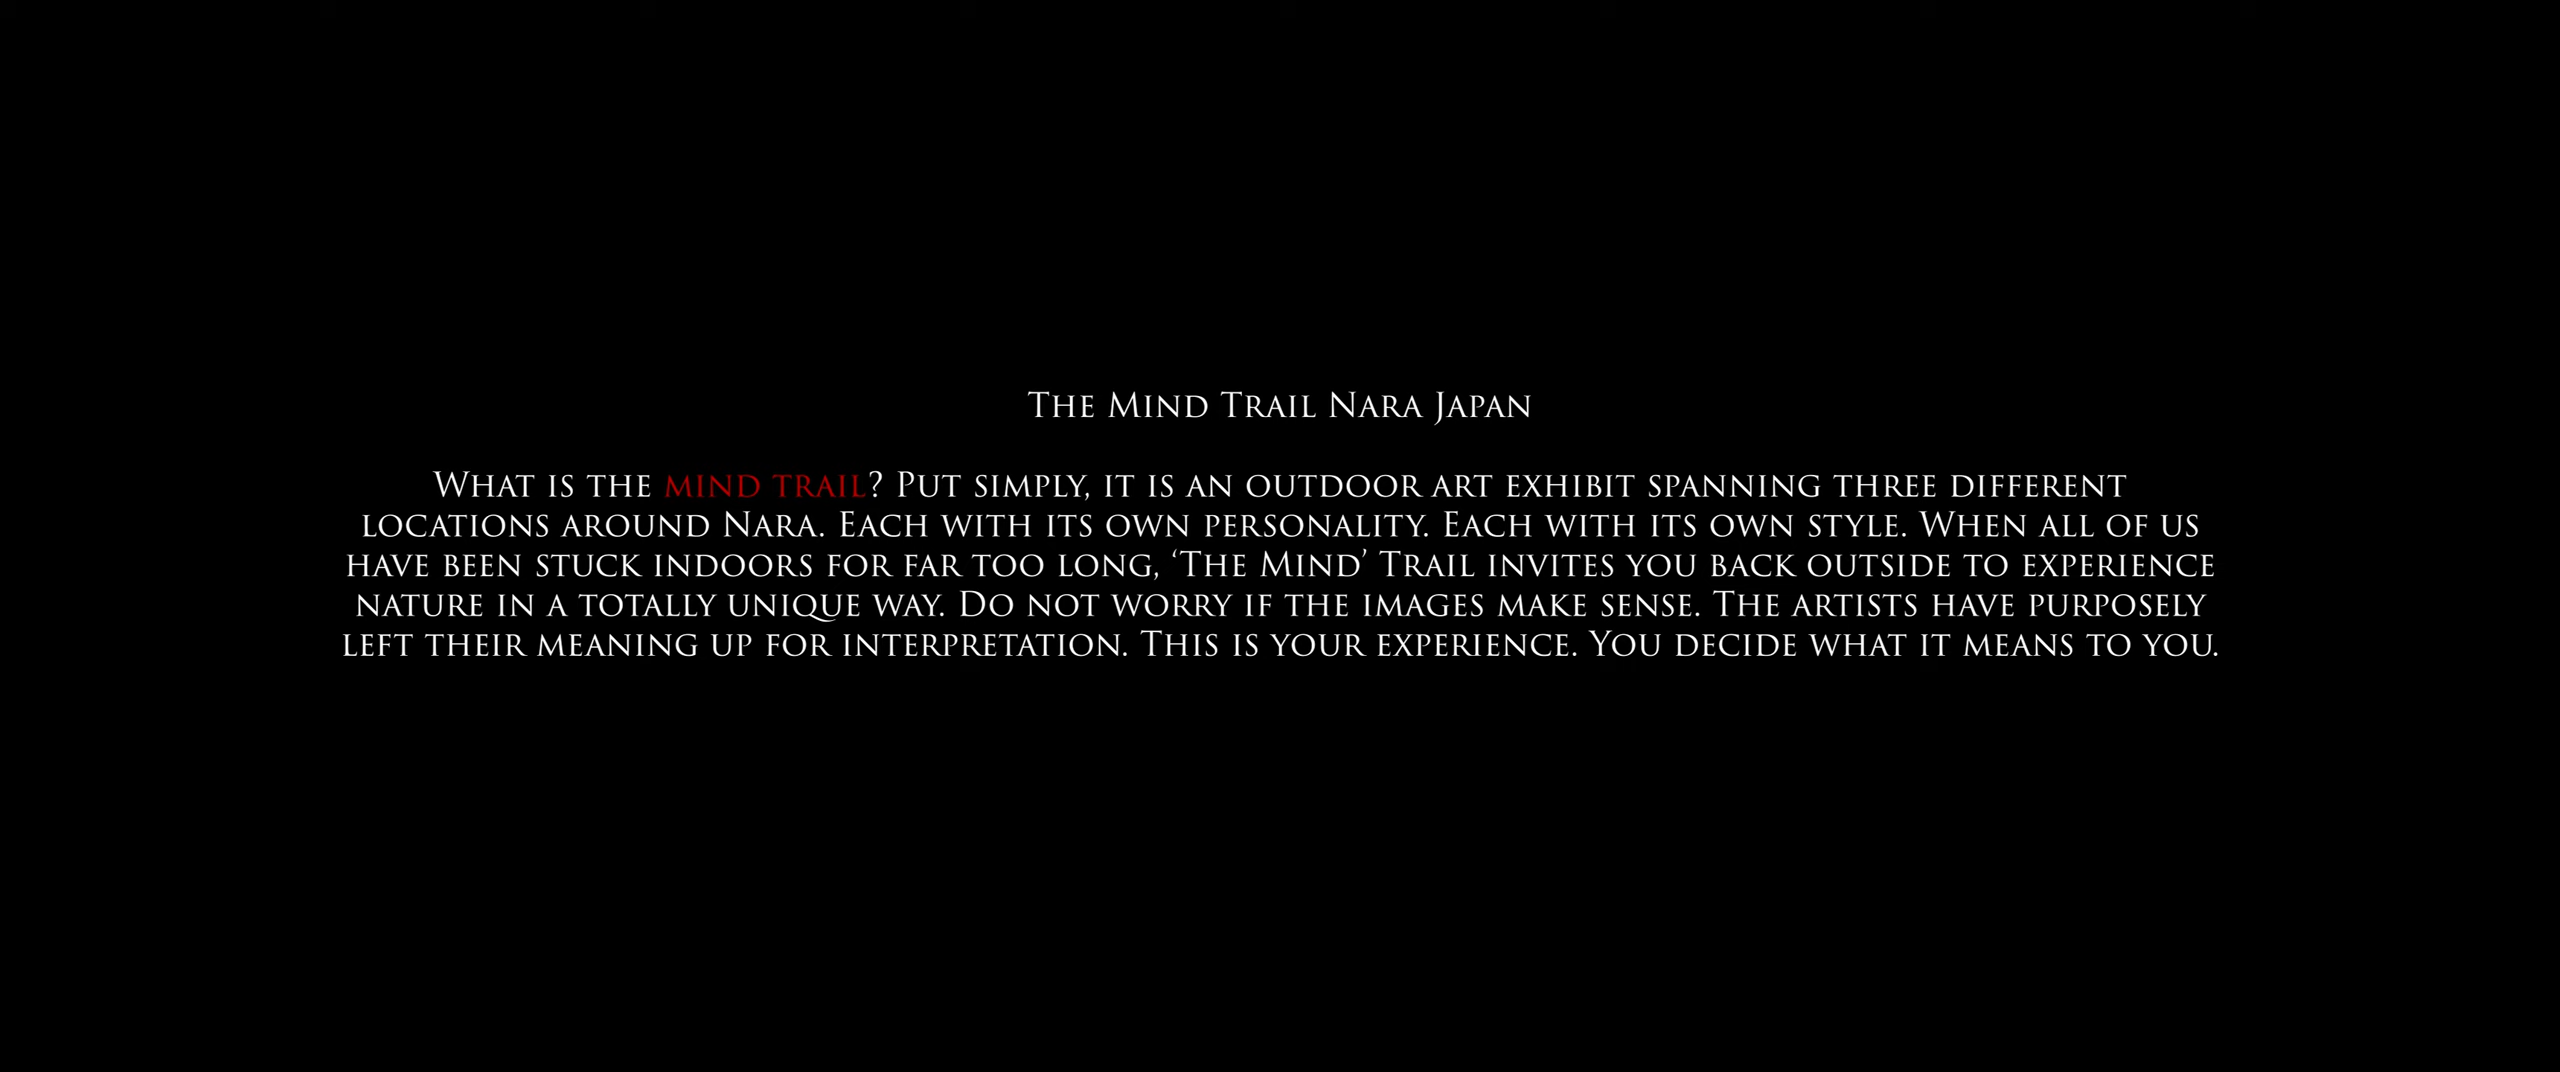 The Mind Trail Nara Japan
What is the mind trail? Put simply, it is an outdoor art exhibit spanning three different
locations around Nara. Each with its own personality. Each with its own style. When all of us
have been stuck indoors for far too long, ‘The Mind’ Trail invites you back outside to experience
nature in a totally unique way. Do not worry if the images make sense. The artists have purposely
left their meaning up for interpretation. This is your experience. You decide what it means to you.